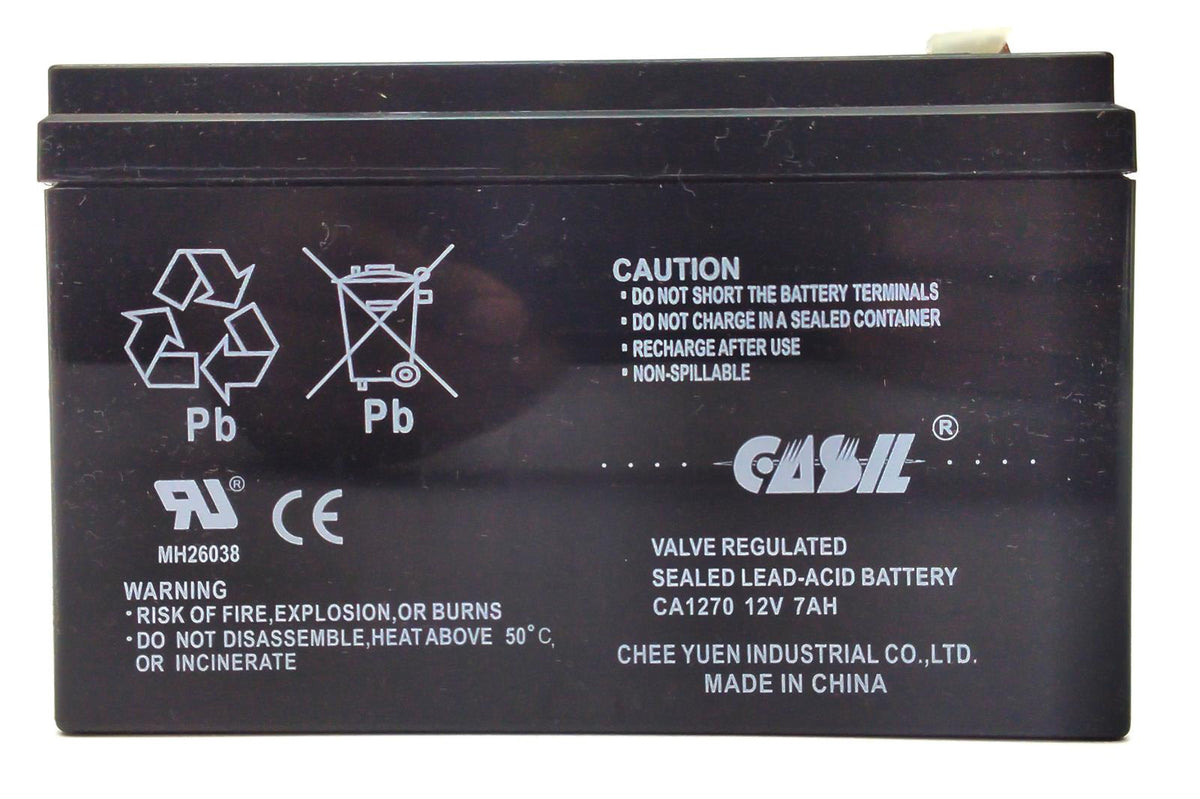 Pb
Pb
CAUTION
▪ DO NOT SHORT THE BATTERY TERMINALS
▪ DO NOT CHARGE IN A SEALED CONTAINER
▪ RECHARGE AFTER USE
▪ NON-SPILLABLE
RU®
CE
MH26038
WARNING
•RISK OF FIRE,EXPLOSION,OR BURNS
•DO NOT DISASSEMBLE,HEAT ABOVE 50°C,
OR INCINERATE
CASIL®
VALVE REGULATED
SEALED LEAD-ACID BATTERY
CA1270 12V 7AH
CHEE YUEN INDUSTRIAL CO.,LTD.
MADE IN CHINA